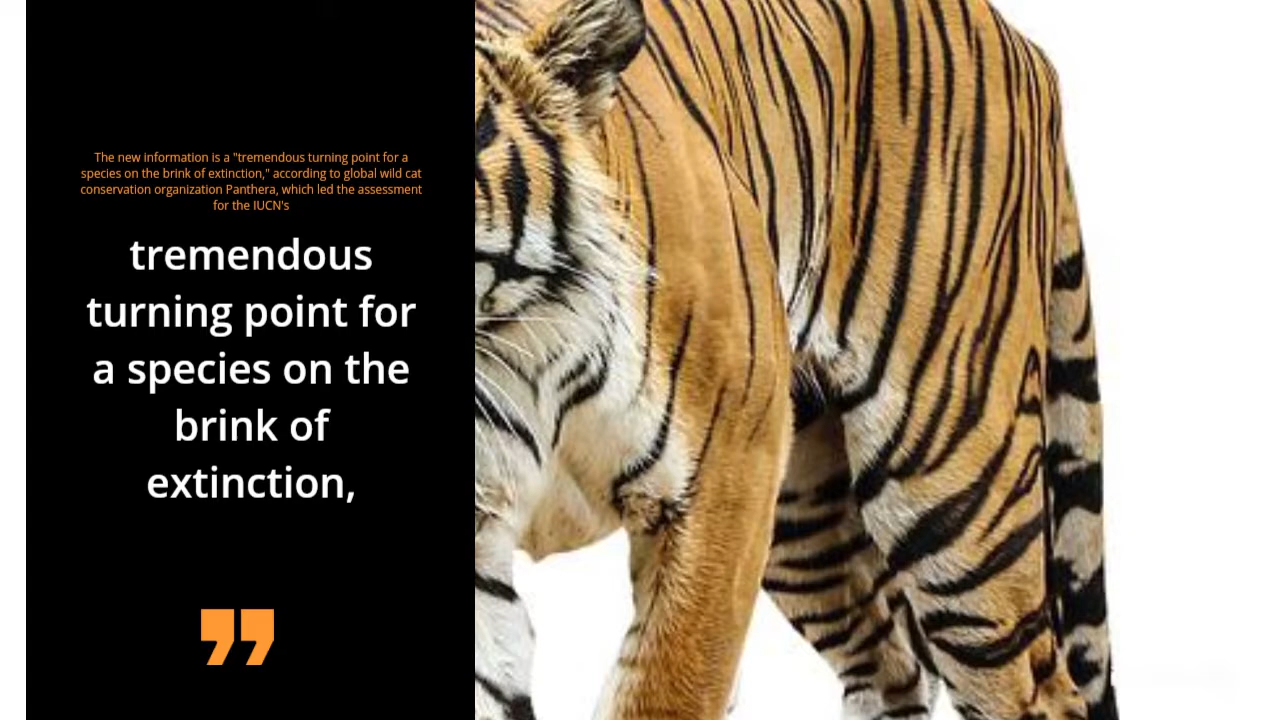 The new information is a "tremendous turning point for a
species on the brink of extinction," according to global wild cat
conservation organization Panthera, which led the assessment
for the IUCN's
tremendous
turning point for
a species on the
brink of
extinction,
”